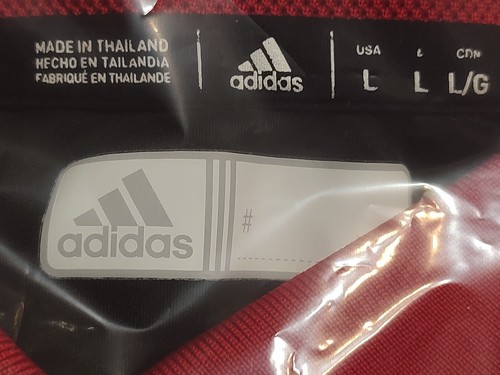 MADE IN THAILAND
HECHO EN TAILANDIA
FABRIQUÉ EN THAILANDE
adidas
USA
L
L
CDN
L/G
adidas
#